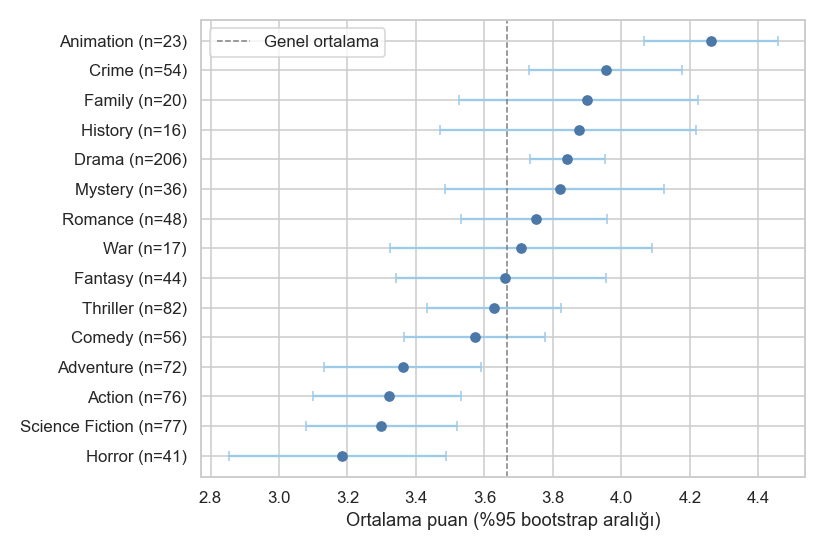 Genel ortalama
Animation (n=23)
Crime (n=54)
Family (n=20)
History (n=16)
Drama (n=206)
Mystery (n=36)
Romance (n=48)
War (n=17)
Fantasy (n=44)
Thriller (n=82)
Comedy (n=56)
Adventure (n=72)
Action (n=76)
Science Fiction (n=77)
Horror (n=41)
2.8 3.0 3.2 3.4 3.6 3.8 4.0 4.2 4.4
Ortalama puan (%95 bootstrap aralığı)